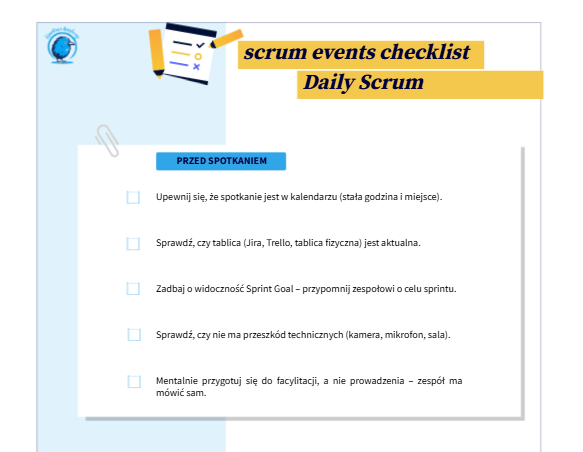 scrum events checklist
Daily Scrum
PRZED SPOTKANIEM
Upewnij się, że spotkanie jest w kalendarzu (stała godzina i miejsce).
Sprawdź, czy tablica (Jira, Trello, tablica fizyczna) jest aktualna.
Zadbaj o widoczność Sprint Goal – przypomnij zespołowi o celu sprintu.
Sprawdź, czy nie ma przeszkód technicznych (kamera, mikrofon, sala).
Mentalnie przygotuj się do facylitacji, a nie prowadzenia – zespół ma
mówić sam.